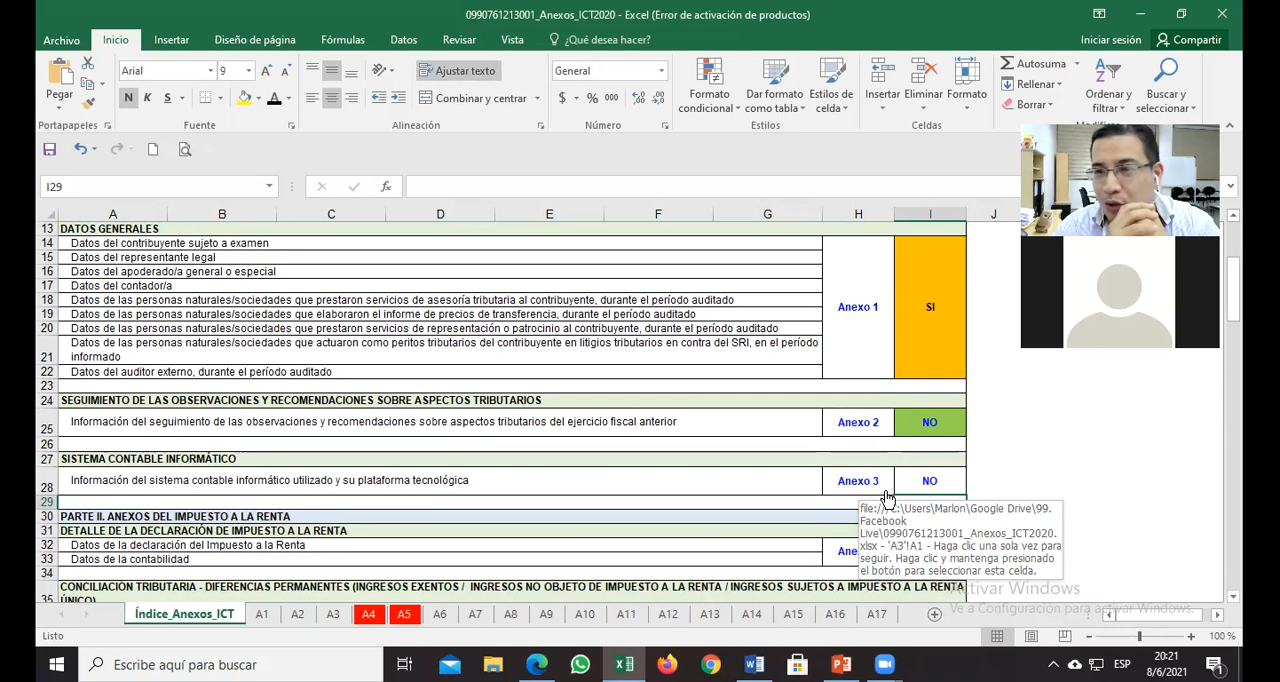 0990761213001_Anexos_ICT2020 - Excel (Error de activación de productos)
Archivo Inicio Insertar Diseño de página Fórmulas Datos Revisar Vista ¿Qué desea hacer? Iniciar sesión Compartir
Pegar
Arial 9
N K S
Ajustar texto
Combinar y centrar
General
$ % 000
Formato condicional
Dar formato como tabla
Estilos de celda
Insertar Eliminar Formato
Autosuma
Rellenar
Borrar
Ordenar y filtrar
Buscar y seleccionar
Portapapeles Fuente Alineación Número Estilos Celdas
I29 fx
A B C D E F G H I J
13 DATOS GENERALES
14 Datos del contribuyente sujeto a examen
15 Datos del representante legal
16 Datos del apoderado/a general o especial
17 Datos del contador/a
18 Datos de las personas naturales/sociedades que prestaron servicios de asesoría tributaria al contribuyente, durante el período auditado
Anexo 1 SI
19 Datos de las personas naturales/sociedades que elaboraron el informe de precios de transferencia, durante el período auditado
20 Datos de las personas naturales/sociedades que prestaron servicios de representación o patrocinio al contribuyente, durante el período auditado
Datos de las personas naturales/sociedades que actuaron como peritos tributarios del contribuyente en litigios tributarios en contra del SRI, en el período
21 informado
22 Datos del auditor externo, durante el período auditado
23
24 SEGUIMIENTO DE LAS OBSERVACIONES Y RECOMENDACIONES SOBRE ASPECTOS TRIBUTARIOS
25 Información del seguimiento de las observaciones y recomendaciones sobre aspectos tributarios del ejercicio fiscal anterior Anexo 2 NO
26
27 SISTEMA CONTABLE INFORMÁTICO
28 Información del sistema contable informático utilizado y su plataforma tecnológica Anexo 3 NO
29
30 PARTE II. ANEXOS DEL IMPUESTO A LA RENTA
31 DETALLE DE LA DECLARACIÓN DE IMPUESTO A LA RENTA
32 Datos de la declaración del Impuesto a la Renta
33 Datos de la contabilidad
Ane
34
CONCILIACIÓN TRIBUTARIA - DIFERENCIAS PERMANENTES (INGRESOS EXENTOS / INGRESOS NO OBJETO DE IMPUESTO A LA RENTA / INGRESOS SUJETOS A IMPUESTO A LA RENTA
35 ÚNICO)
file:///C:\Users\Marlon\Google Drive\99.
Facebook
Live\0990761213001_Anexos_ICT2020.
xlsx - 'A3'!A1 - Haga clic una sola vez para
seguir. Haga clic y mantenga presionado
el botón para seleccionar esta celda.
Activar Windows
Ve a Configuración para activar Windows.
Índice_Anexos_ICT A1 A2 A3 A4 A5 A6 A7 A8 A9 A10 A11 A12 A13 A14 A15 A16 A17
Listo 100 %
Escribe aquí para buscar
ESP
20:21
8/6/2021
1